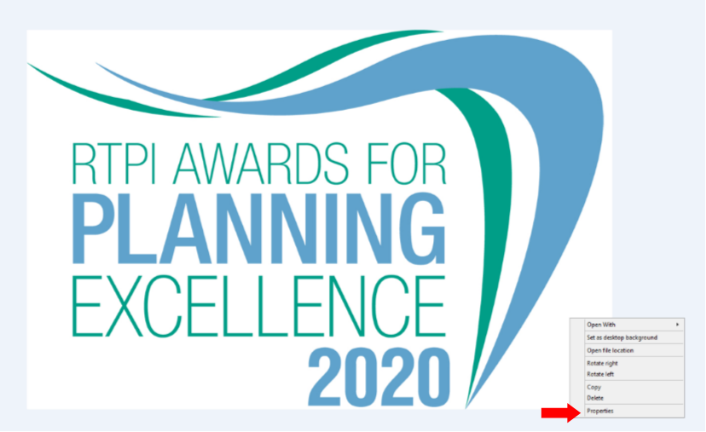 RTPI AWARDS FOR
PLANNING
EXCELLENCE
2020
Open With
Set as desktop background
Open file location
Rotate right
Rotate left
Copy
Delete
Properties